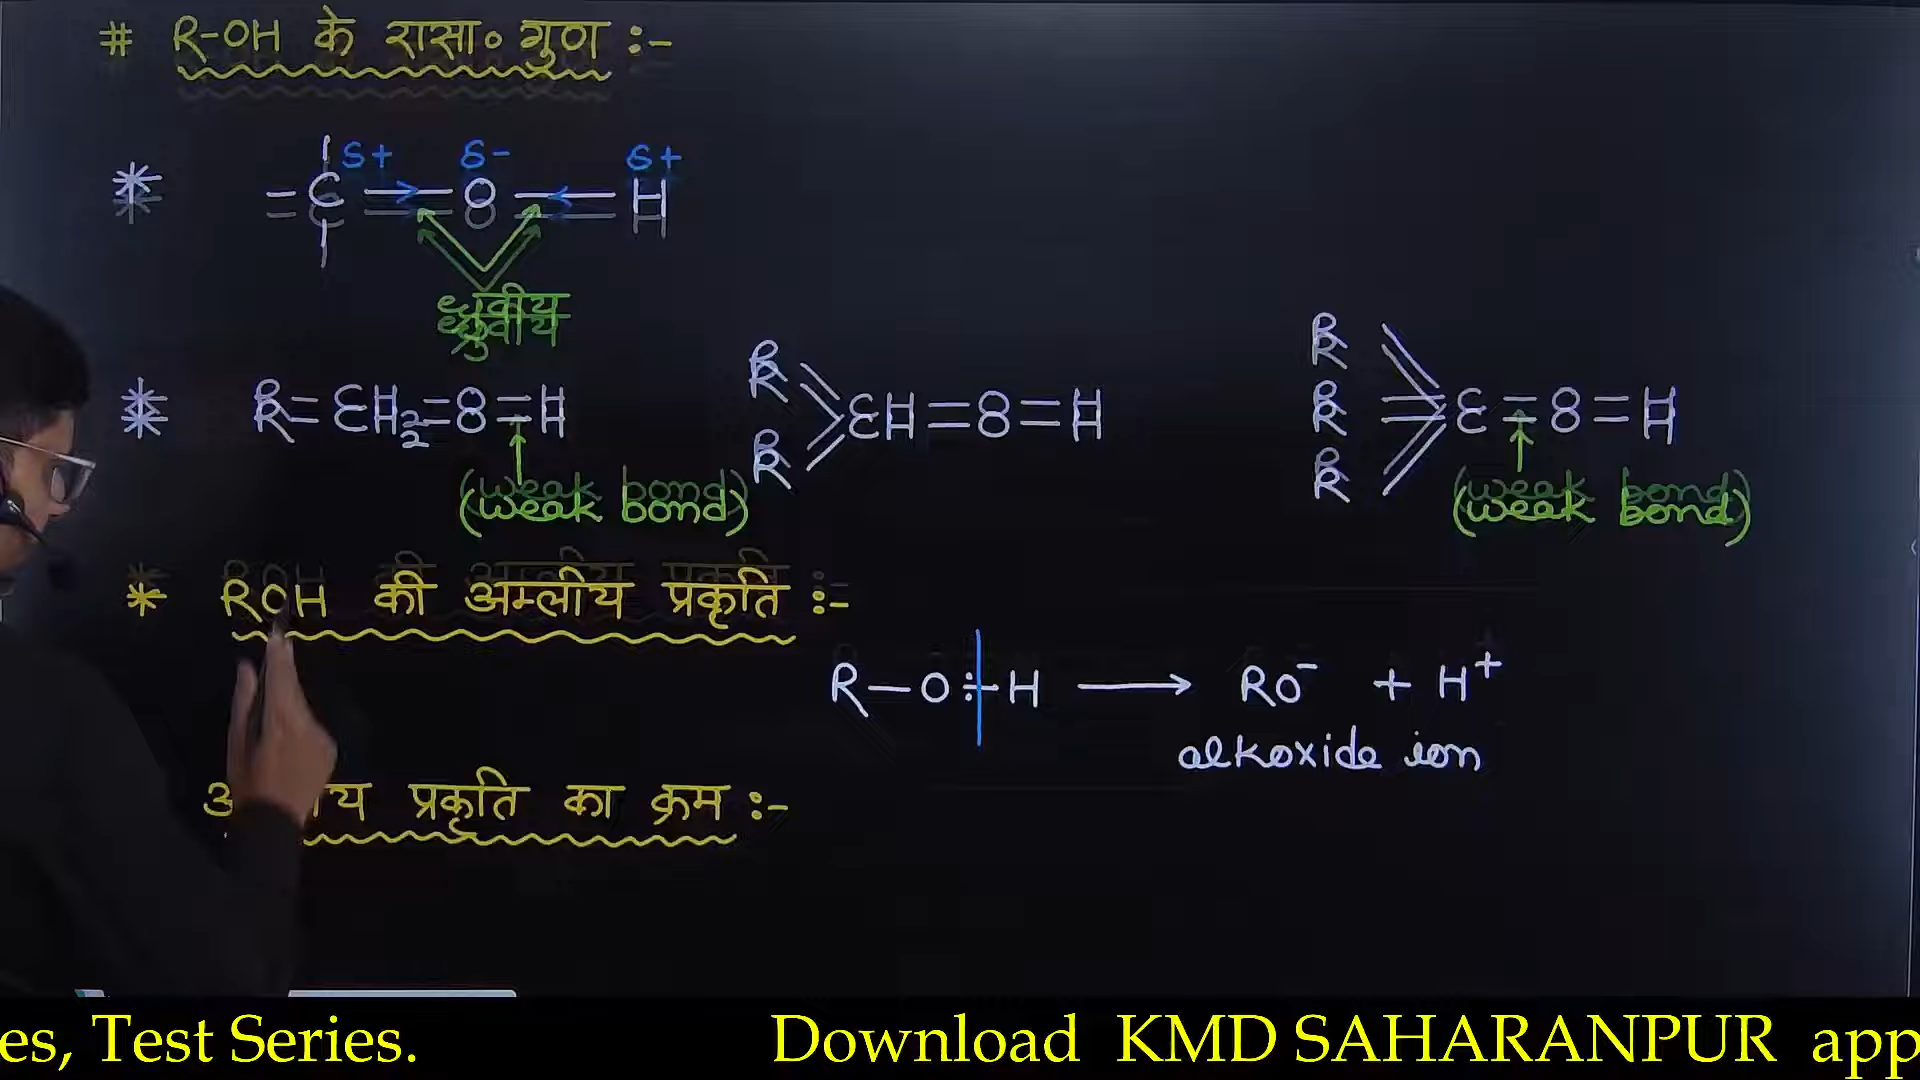 # R-OH के रासा० गुण :-
δ+ δ- δ+
* - C - O - H
ध्रुवीय
* R-CH2-O-H
(weak bond)
R
R
CH-O-H
R
R
R
C-O-H
(weak bond)
* ROH की अम्लीय प्रकृति :-
R-O:-H → RO⁻ + H⁺
alkoxide ion
प्रकृति का क्रम :-
es, Test Series. Download KMD SAHARANPUR app